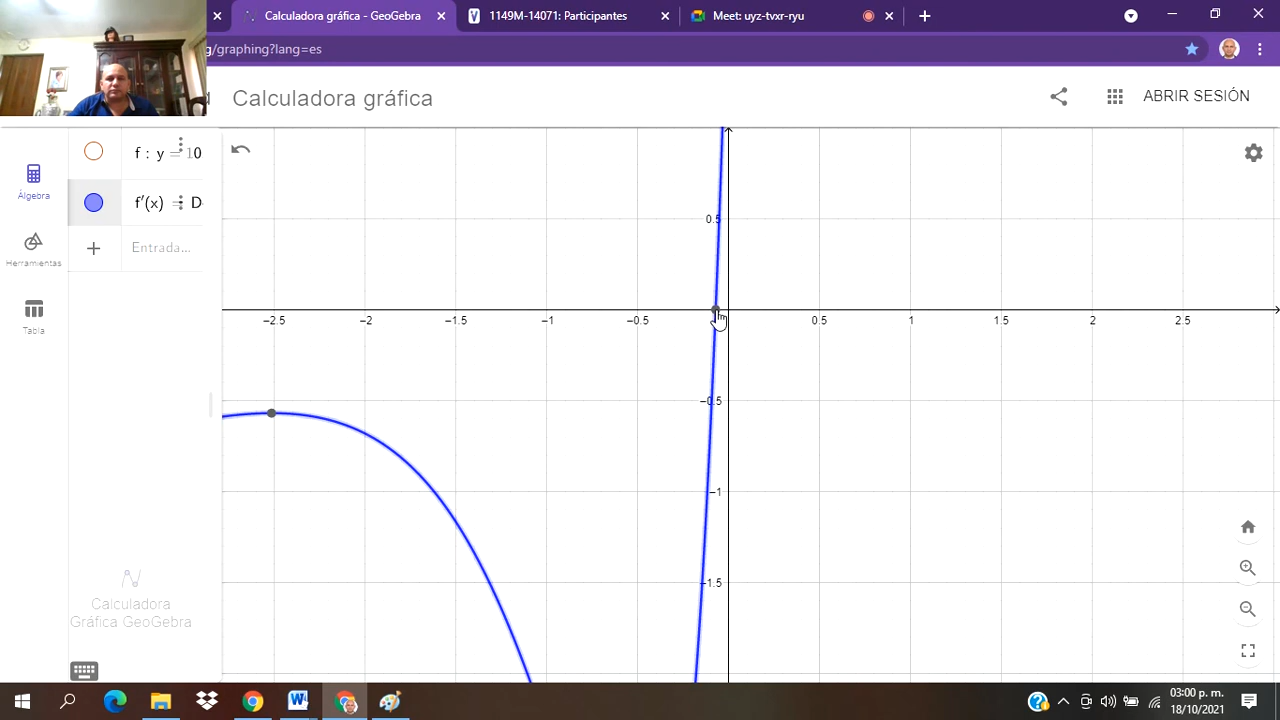 Calculadora gráfica - GeoGebra
1149M-14071: Participantes
Meet: uyz-tvxr-ryu
g/graphing?lang=es
Calculadora gráfica
ABRIR SESIÓN
f : y = 10
f′(x) = D
Entrada...
Álgebra
Herramientas
Tabla
0.5
-2.5 -2 -1.5 -1 -0.5 0.5 1 1.5 2 2.5
-0.5
-1
-1.5
Calculadora
Gráfica GeoGebra
03:00 p. m.
18/10/2021